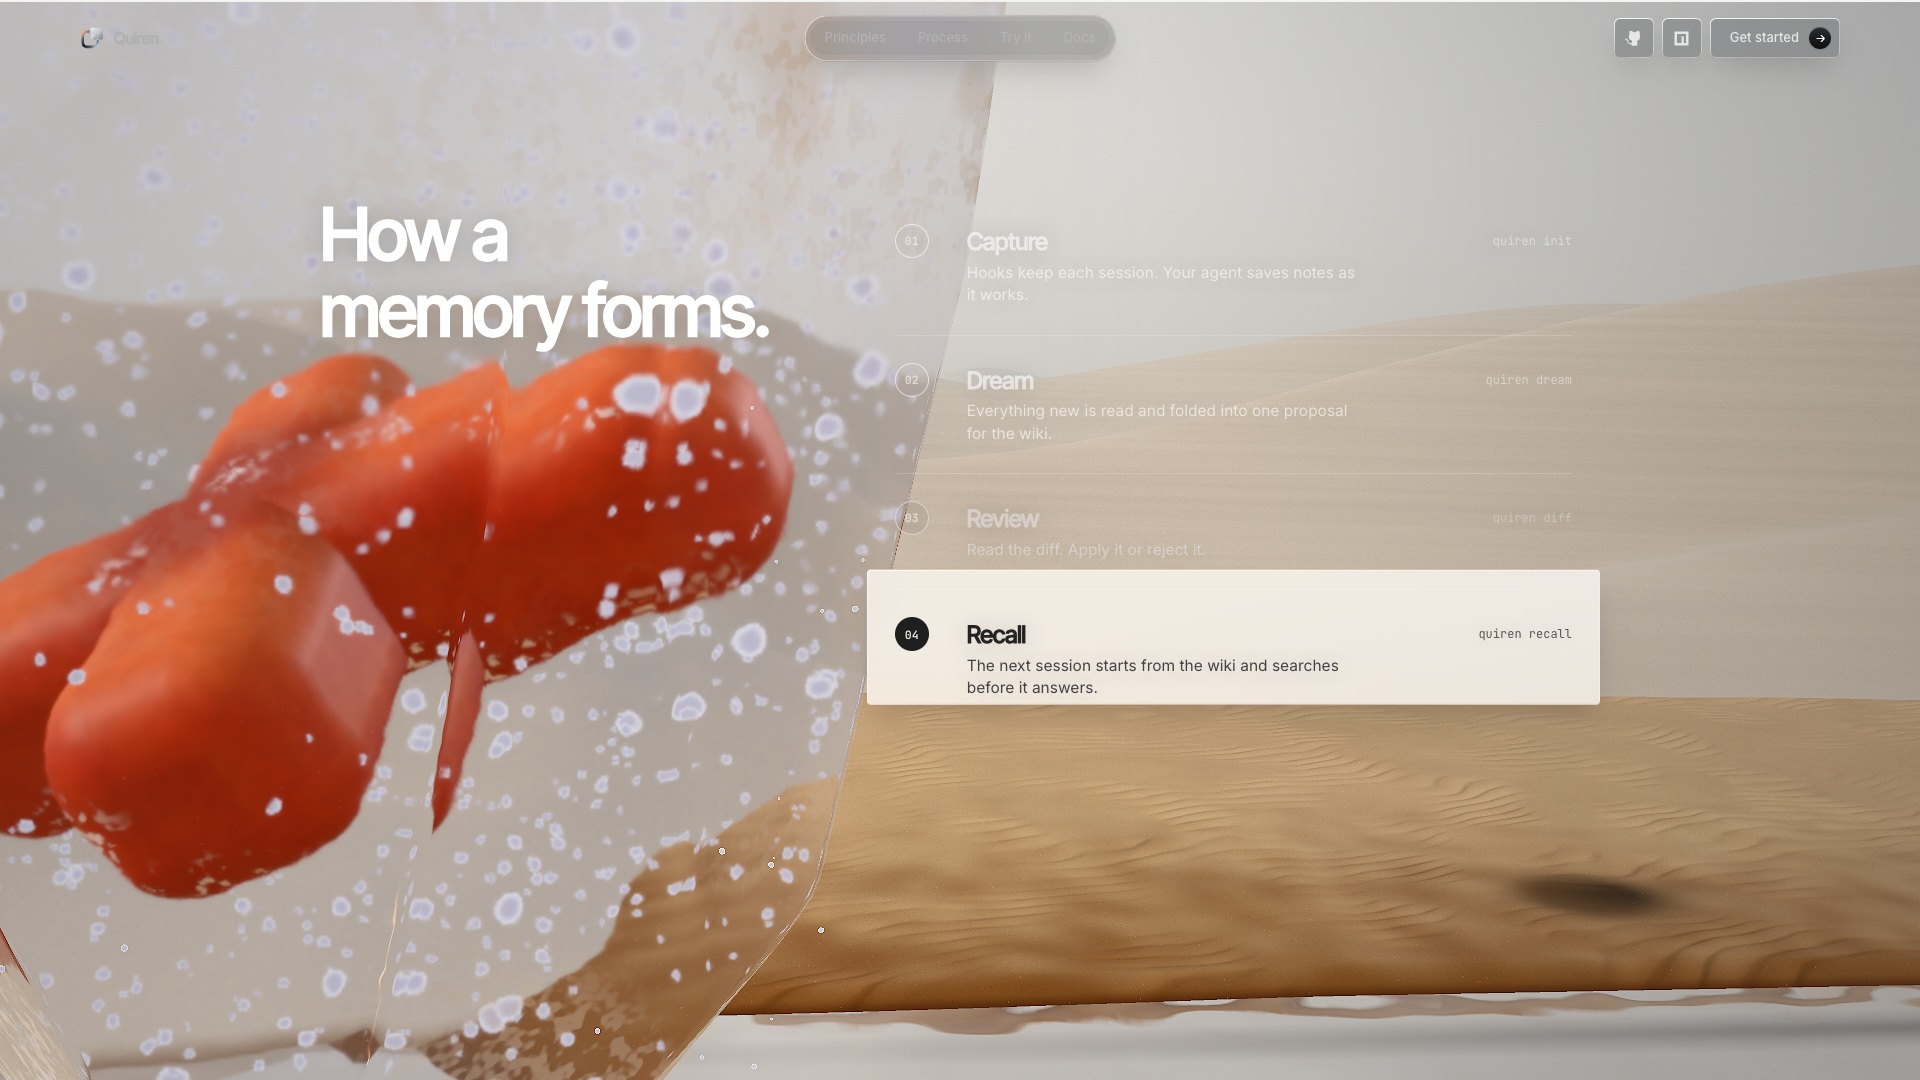 Quiren
Principles
Process
Try it
Docs
Get started
How a
memory forms.
01
Capture
quiren init
Hooks keep each session. Your agent saves notes as
it works.
02
Dream
quiren dream
Everything new is read and folded into one proposal
for the wiki.
03
Review
quiren diff
Read the diff. Apply it or reject it.
04
Recall
quiren recall
The next session starts from the wiki and searches
before it answers.